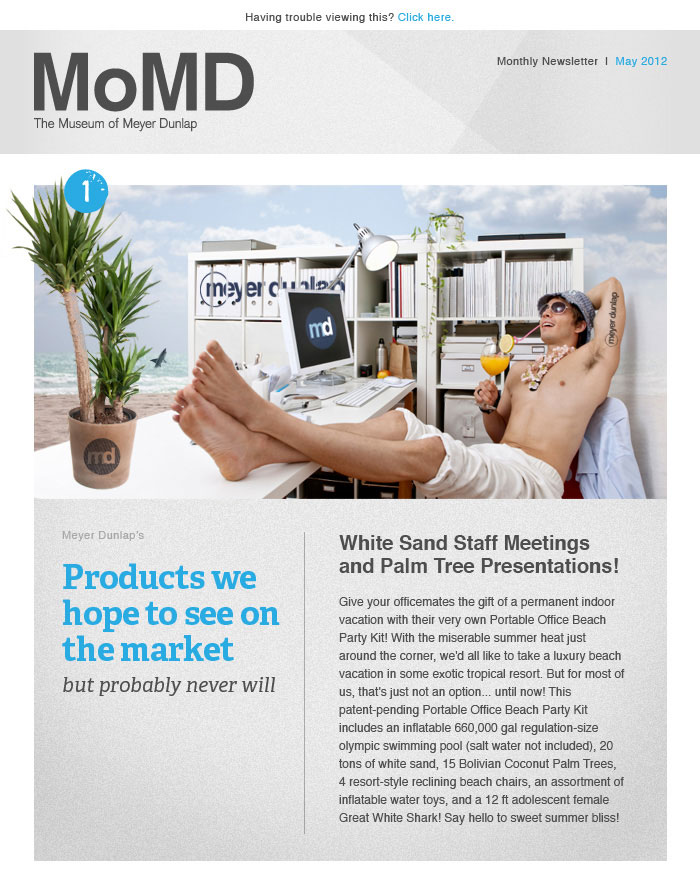 Having trouble viewing this? Click here.
MoMD
The Museum of Meyer Dunlap
Monthly Newsletter | May 2012
1
meyer dunlap
md
meyer dunlap
md
Meyer Dunlap's
Products we
hope to see on
the market
but probably never will
White Sand Staff Meetings
and Palm Tree Presentations!
Give your officemates the gift of a permanent indoor
vacation with their very own Portable Office Beach
Party Kit! With the miserable summer heat just
around the corner, we'd all like to take a luxury beach
vacation in some exotic tropical resort. But for most of
us, that's just not an option... until now! This
patent-pending Portable Office Beach Party Kit
includes an inflatable 660,000 gal regulation-size
olympic swimming pool (salt water not included), 20
tons of white sand, 15 Bolivian Coconut Palm Trees,
4 resort-style reclining beach chairs, an assortment of
inflatable water toys, and a 12 ft adolescent female
Great White Shark! Say hello to sweet summer bliss!